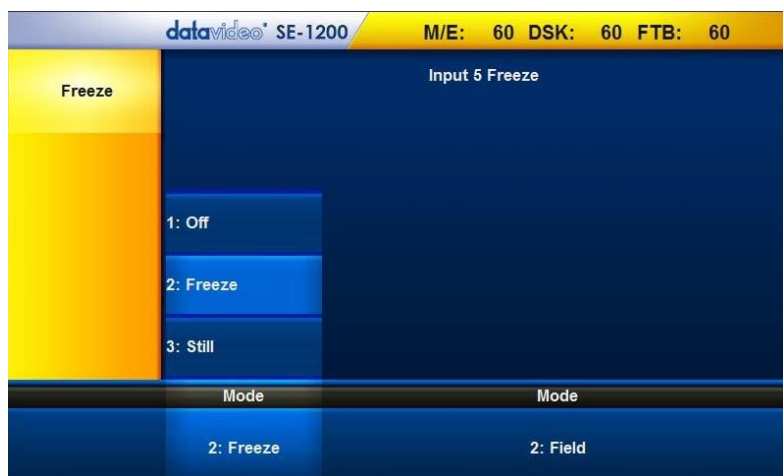 datavideo SE-1200
M/E: 60 DSK: 60 FTB: 60
Freeze
Input 5 Freeze
1: Off
2: Freeze
3: Still
Mode Mode
2: Freeze 2: Field